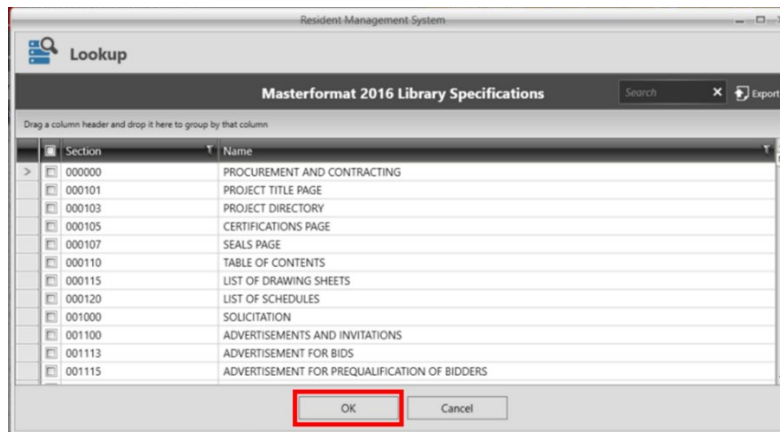 Resident Management System
Lookup
Masterformat 2016 Library Specifications
Search
Export
Drag a column header and drop it here to group by that column
Section Name
000000 PROCUREMENT AND CONTRACTING
000101 PROJECT TITLE PAGE
000103 PROJECT DIRECTORY
000105 CERTIFICATIONS PAGE
000107 SEALS PAGE
000110 TABLE OF CONTENTS
000115 LIST OF DRAWING SHEETS
000120 LIST OF SCHEDULES
001000 SOLICITATION
001100 ADVERTISEMENTS AND INVITATIONS
001113 ADVERTISEMENT FOR BIDS
001115 ADVERTISEMENT FOR PREQUALIFICATION OF BIDDERS
OK Cancel